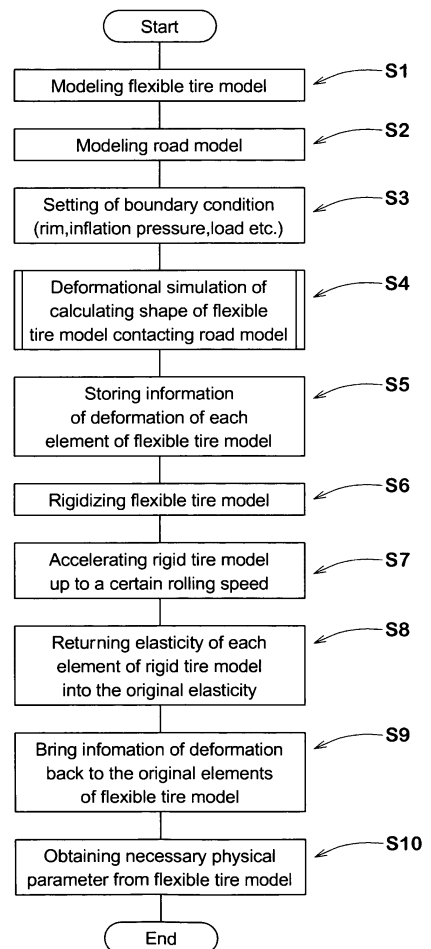 Start
Modeling flexible tire model
S1
Modeling road model
S2
Setting of boundary condition
(rim,inflation pressure,load etc.)
S3
Deformational simulation of
calculating shape of flexible
tire model contacting road model
S4
Storing information
of deformation of each
element of flexible tire model
S5
Rigidizing flexible tire model
S6
Accelerating rigid tire model
up to a certain rolling speed
S7
Returning elasticity of each
element of rigid tire model
into the original elasticity
S8
Bring infomation of deformation
back to the original elements
of flexible tire model
S9
Obtaining necessary physical
parameter from flexible tire model
S10
End